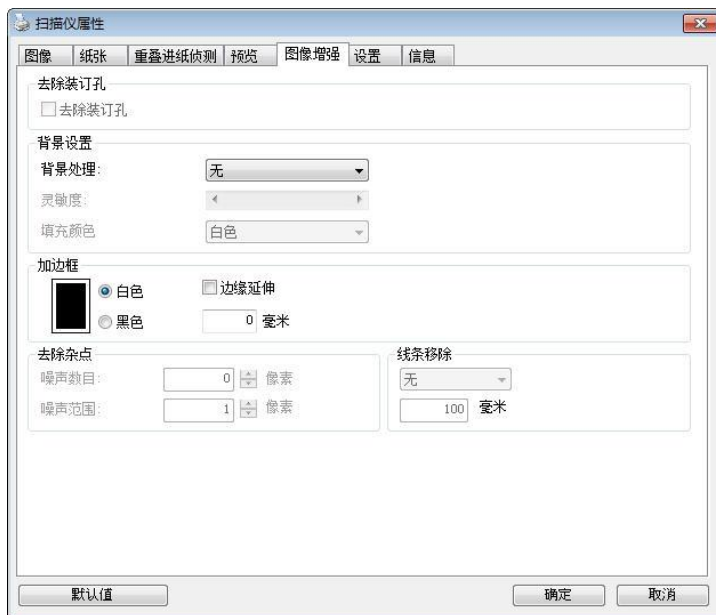 扫描仪属性
图像 纸张 重叠进纸侦测 预览 图像增强 设置 信息
去除装订孔
去除装订孔
背景设置
背景处理: 无
灵敏度:
填充颜色 白色
加边框
白色 边缘延伸
黑色 0 毫米
去除杂点 线条移除
噪声数目: 0 像素 无
噪声范围: 1 像素 100 毫米
默认值 确定 取消